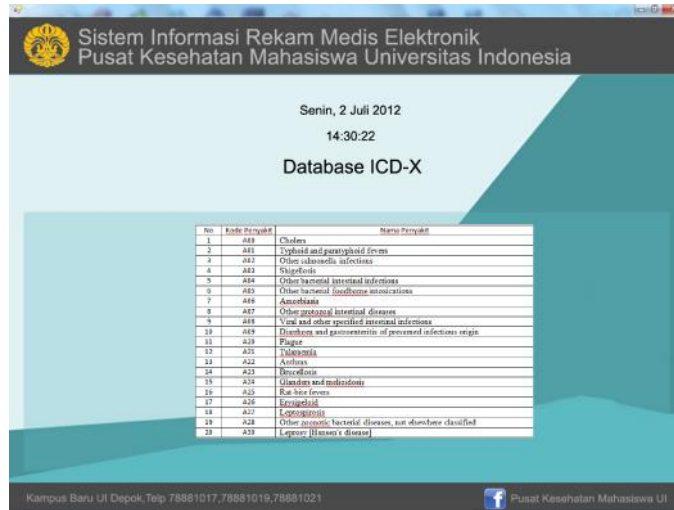 Sistem Informasi Rekam Medis Elektronik
Pusat Kesehatan Mahasiswa Universitas Indonesia
Senin, 2 Juli 2012
14:30:22
Database ICD-X
No Kode Penyakit Nama Penyakit
1 A00 Cholera
2 A01 Typhoid and paratyphoid fevers
3 A02 Other salmonella infections
4 A03 Shigellosis
5 A04 Other bacterial intestinal infections
6 A05 Other bacterial foodborne intoxications
7 A06 Amoebiasis
8 A07 Other protozoal intestinal diseases
9 A08 Viral and other specified intestinal infections
10 A09 Diarrhoea and gastroenteritis of presumed infectious origin
11 A20 Plague
12 A21 Tularaemia
13 A22 Anthrax
14 A23 Brucellosis
15 A24 Glanders and melioidosis
16 A25 Rat-bite fevers
17 A26 Erysipeloid
18 A27 Leptospirosis
19 A28 Other zoonotic bacterial diseases, not elsewhere classified
20 A30 Leprosy [Hansen's disease]
Kampus Baru UI Depok,Telp 78881017,78881019,78881021
Pusat Kesehatan Mahasiswa UI